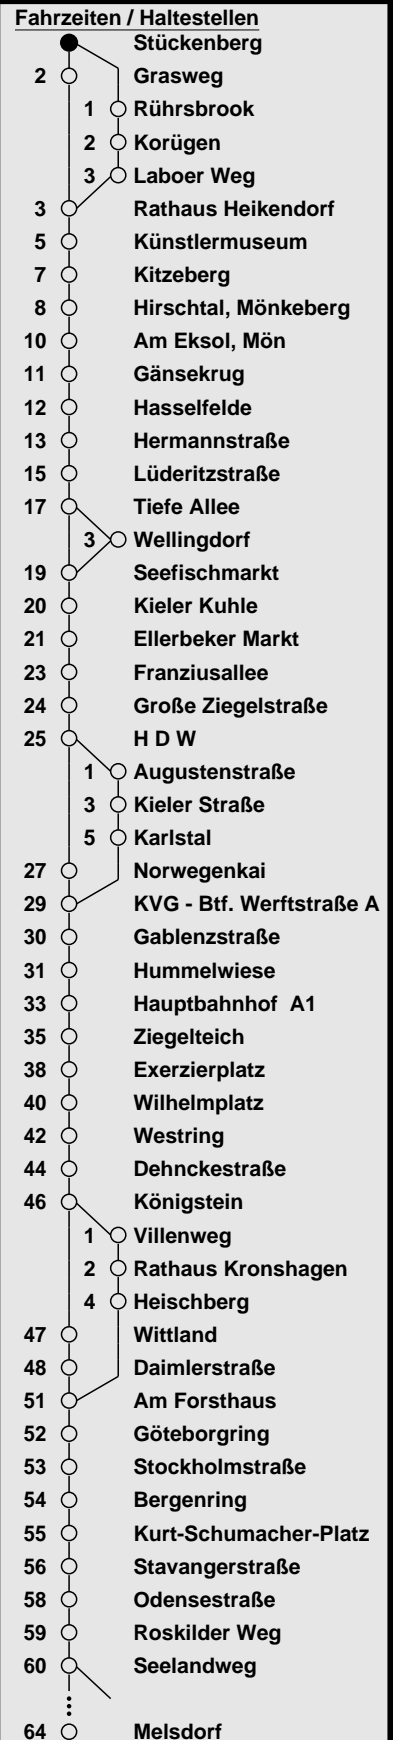 Fahrzeiten / Haltestellen
Stückenberg
2 Grasweg
1 Rührsbrook
2 Korügen
3 Laboer Weg
3 Rathaus Heikendorf
5 Künstlermuseum
7 Kitzeberg
8 Hirschtal, Mönkeberg
10 Am Eksol, Mön
11 Gänsekrug
12 Hasselfelde
13 Hermannstraße
15 Lüderitzstraße
17 Tiefe Allee
3 Wellingdorf
19 Seefischmarkt
20 Kieler Kuhle
21 Ellerbeker Markt
23 Franziusallee
24 Große Ziegelstraße
25 H D W
1 Augustenstraße
3 Kieler Straße
5 Karlstal
27 Norwegenkai
29 KVG - Btf. Werftstraße A
30 Gablenzstraße
31 Hummelwiese
33 Hauptbahnhof A1
35 Ziegelteich
38 Exerzierplatz
40 Wilhelmplatz
42 Westring
44 Dehnckestraße
46 Königstein
1 Villenweg
2 Rathaus Kronshagen
4 Heischberg
47 Wittland
48 Daimlerstraße
51 Am Forsthaus
52 Göteborgring
53 Stockholmstraße
54 Bergenring
55 Kurt-Schumacher-Platz
56 Stavangerstraße
58 Odensestraße
59 Roskilder Weg
60 Seelandweg
64 Melsdorf